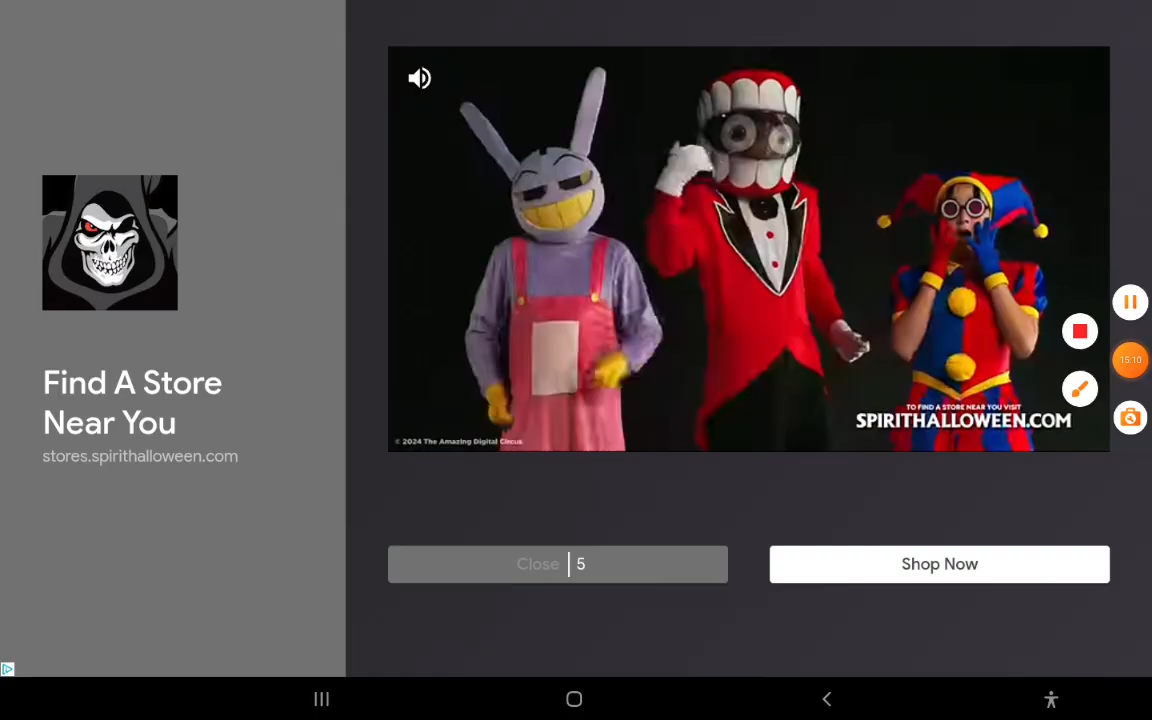 Find A Store
Near You
stores.spirithalloween.com
TO FIND A STORE NEAR YOU VISIT
SPIRITHALLOWEEN.COM
© 2024 The Amazing Digital Circus
Close | 5
Shop Now
15:10